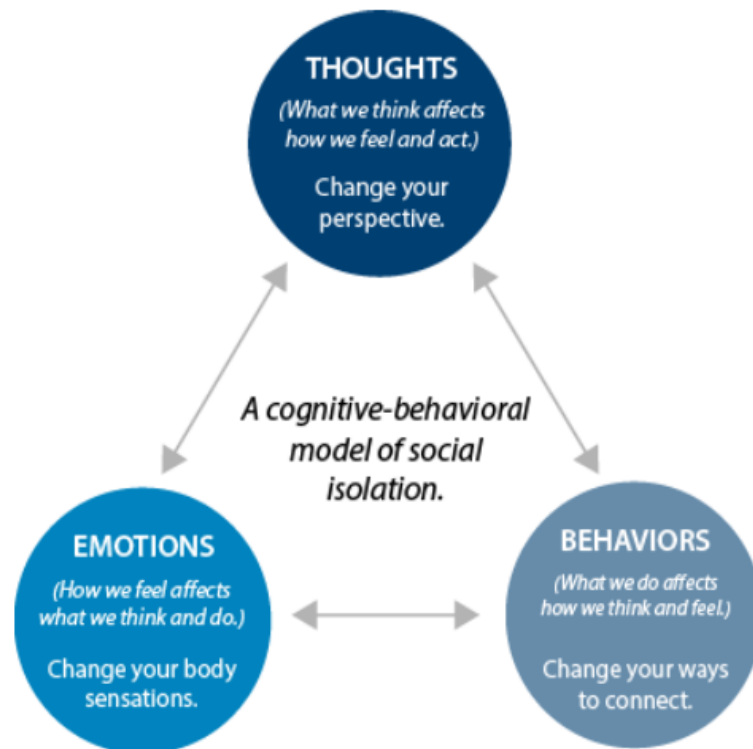 THOUGHTS
(What we think affects
how we feel and act.)
Change your
perspective.
A cognitive-behavioral
model of social
isolation.
EMOTIONS
(How we feel affects
what we think and do.)
Change your body
sensations.
BEHAVIORS
(What we do affects
how we think and feel.)
Change your ways
to connect.